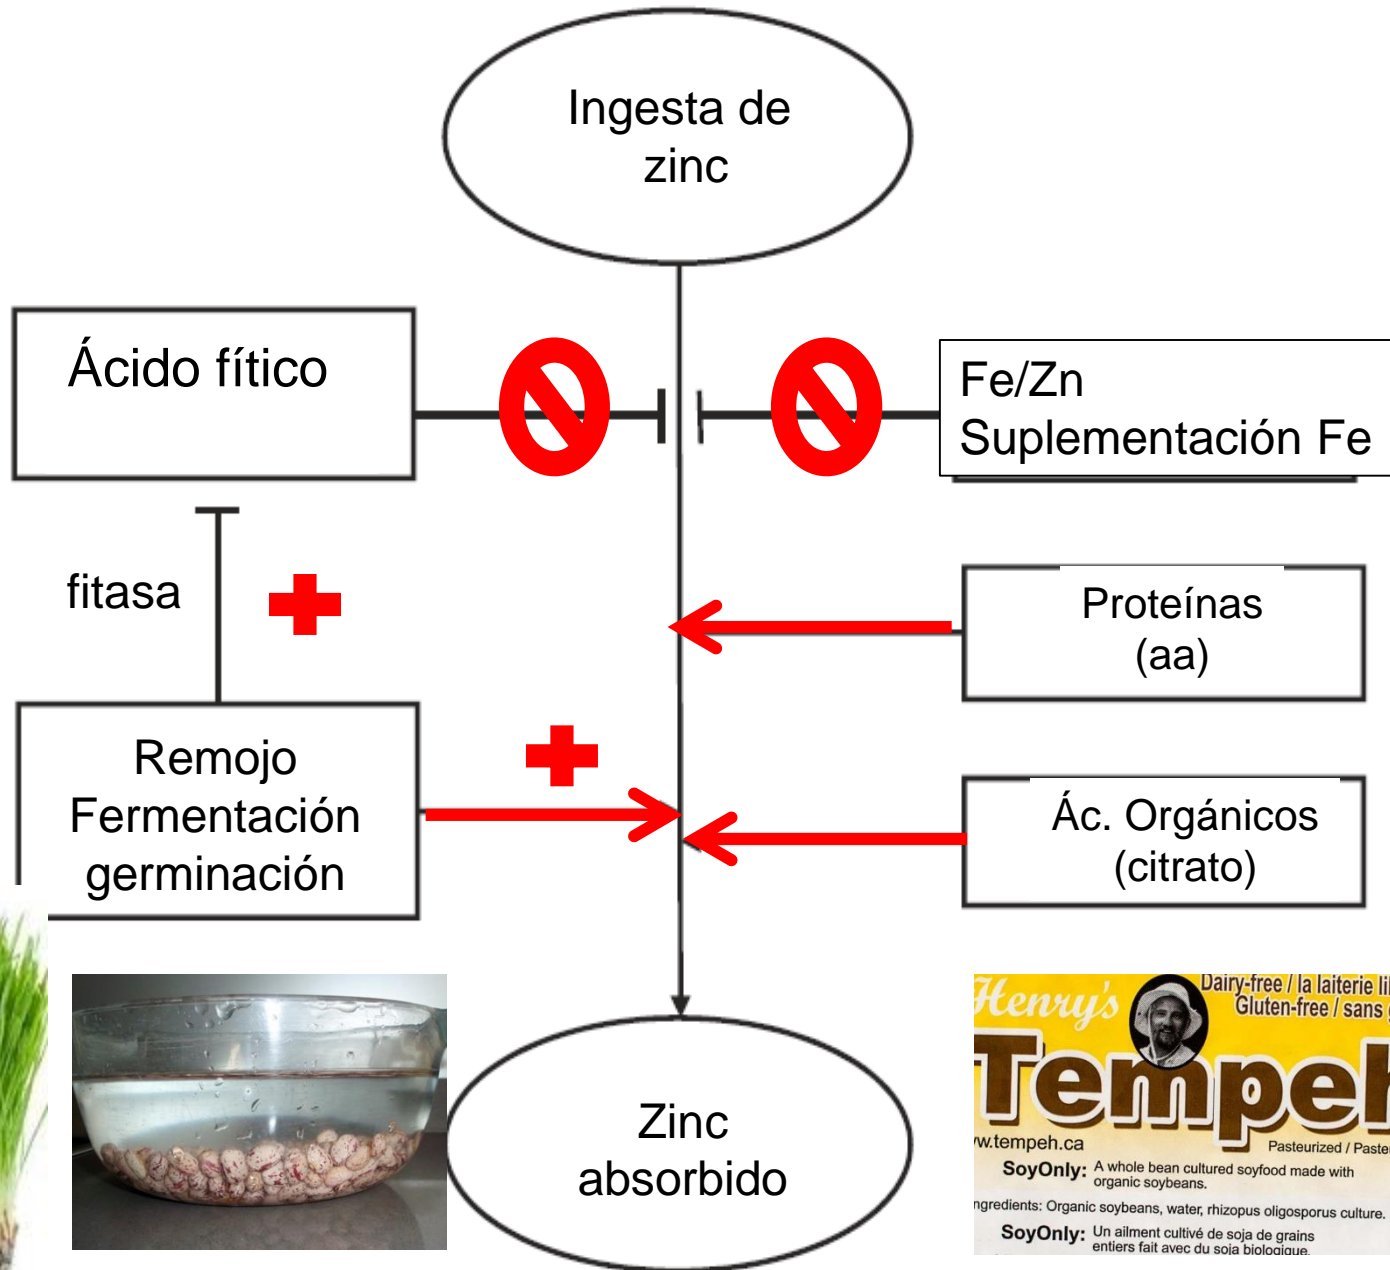 Ingesta de
zinc
Ácido fítico
Fe/Zn
Suplementación Fe
fitasa
Proteínas
(aa)
Remojo
Fermentación
germinación
Ác. Orgánicos
(citrato)
Zinc
absorbido
Henry's
Dairy-free / la laiterie
Gluten-free / sans
Tempeh
tempeh.ca
Pasteurized /
SoyOnly: A whole bean cultured soyfood made with
organic soybeans.
Organic soybeans, water, rhizopus oligosporus culture.
SoyOnly: Un ailment cultivé de soja de grains
entiers fait avec du soja biologique.